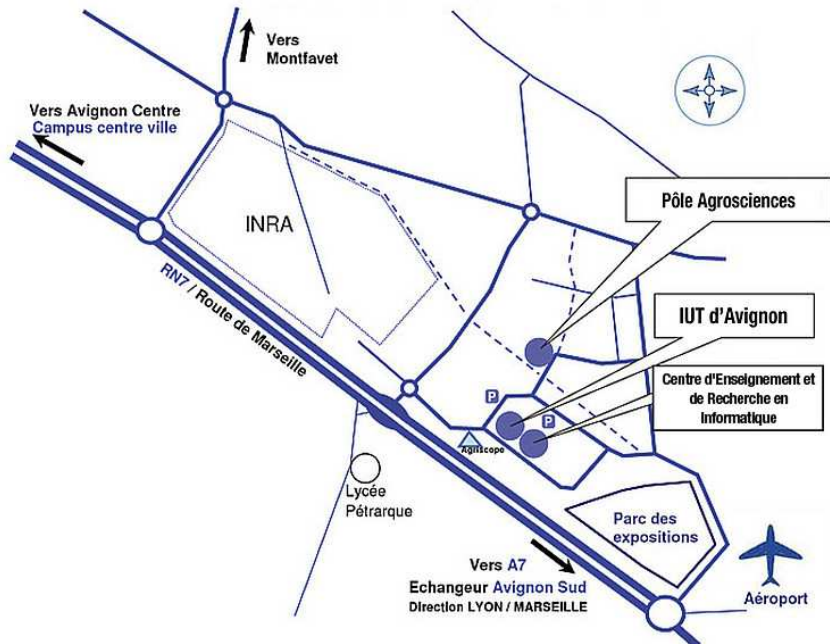 Vers
Montfavet
Vers Avignon Centre
Campus centre ville
Pôle Agrosciences
INRA
RN7 / Route de Marseille
IUT d'Avignon
Centre d'Enseignement et
de Recherche en
Informatique
P
P
Agriscope
Lycée
Pétrarque
Parc des
expositions
Vers A7
Echangeur Avignon Sud
Direction LYON / MARSEILLE
Aéroport